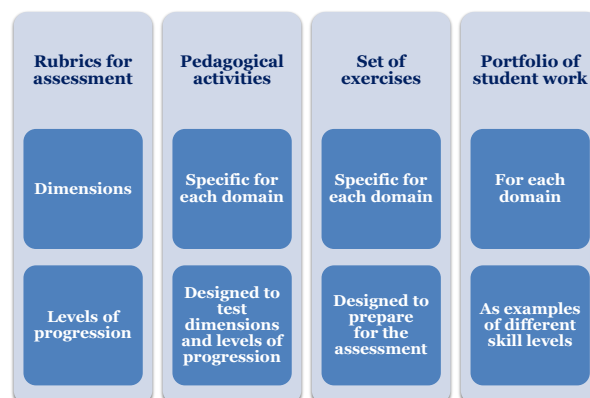 Rubrics for
assessment
Dimensions
Levels of
progression
Pedagogical
activities
Specific for
each domain
Designed to
test
dimensions
and levels of
progression
Set of
exercises
Specific for
each domain
Designed to
prepare
for the
assessment
Portfolio of
student work
For each
domain
As examples
of different
skill levels